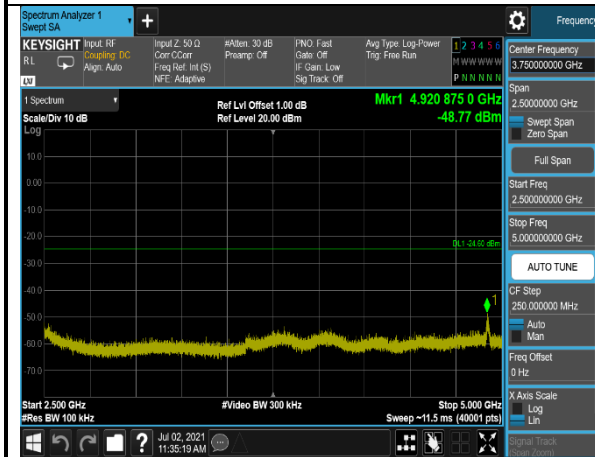 Spectrum Analyzer 1
Swept SA
Frequency
KEYSIGHT
RL
LXI
Input: RF
Coupling: DC
Align: Auto
Input Z: 50 Ω
Corr CCorr
Freq Ref: Int (S)
NFE: Adaptive
#Atten: 30 dB
Preamp: Off
PNO: Fast
Gate: Off
IF Gain: Low
Sig Track: Off
Avg Type: Log-Power
Trig: Free Run
1 2 3 4 5 6
M W W W W W
P N N N N N
1 Spectrum
Scale/Div 10 dB
Log
Ref Lvl Offset 1.00 dB
Ref Level 20.00 dBm
Mkr1 4.920 875 0 GHz
-48.77 dBm
10.0
0.00
-10.0
-20.0
-30.0
-40.0
-50.0
-60.0
-70.0
DL1 -24.60 dBm
1
Start 2.500 GHz
#Res BW 100 kHz
#Video BW 300 kHz
Stop 5.000 GHz
Sweep ~11.5 ms (40001 pts)
Jul 02, 2021
11:35:19 AM
Center Frequency
3.750000000 GHz
Span
2.50000000 GHz
Swept Span
Zero Span
Full Span
Start Freq
2.500000000 GHz
Stop Freq
5.000000000 GHz
AUTO TUNE
CF Step
250.000000 MHz
Auto
Man
Freq Offset
0 Hz
X Axis Scale
Log
Lin
Signal Track
(Span Zoom)